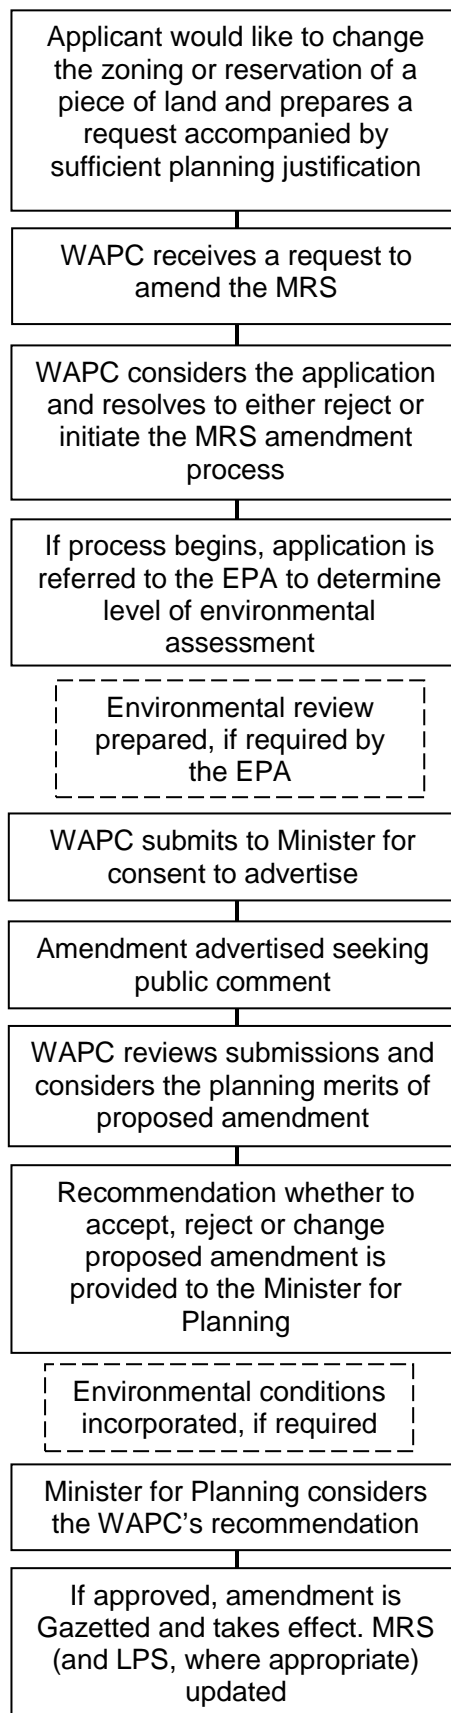 Applicant would like to change
the zoning or reservation of a
piece of land and prepares a
request accompanied by
sufficient planning justification
WAPC receives a request to
amend the MRS
WAPC considers the application
and resolves to either reject or
initiate the MRS amendment
process
If process begins, application is
referred to the EPA to determine
level of environmental
assessment
Environmental review
prepared, if required by
the EPA
WAPC submits to Minister for
consent to advertise
Amendment advertised seeking
public comment
WAPC reviews submissions and
considers the planning merits of
proposed amendment
Recommendation whether to
accept, reject or change
proposed amendment is
provided to the Minister for
Planning
Environmental conditions
incorporated, if required
Minister for Planning considers
the WAPC’s recommendation
If approved, amendment is
Gazetted and takes effect. MRS
(and LPS, where appropriate)
updated